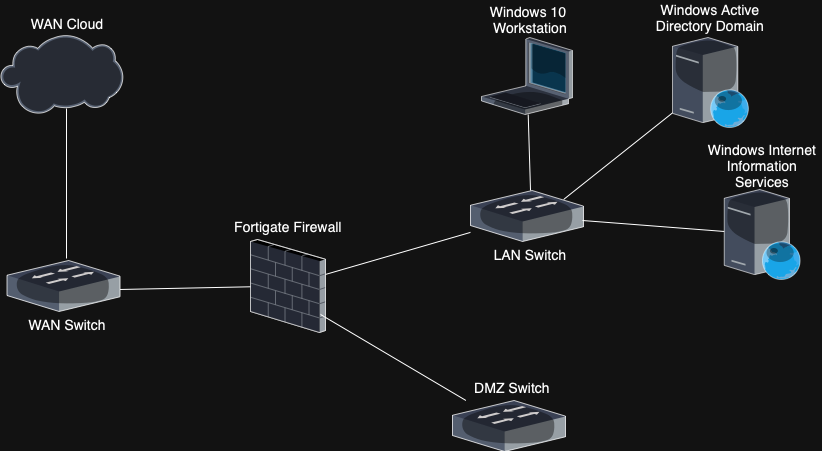 WAN Cloud
Windows 10
Workstation
Windows Active
Directory Domain
Windows Internet
Information
Services
Fortigate Firewall
LAN Switch
WAN Switch
DMZ Switch